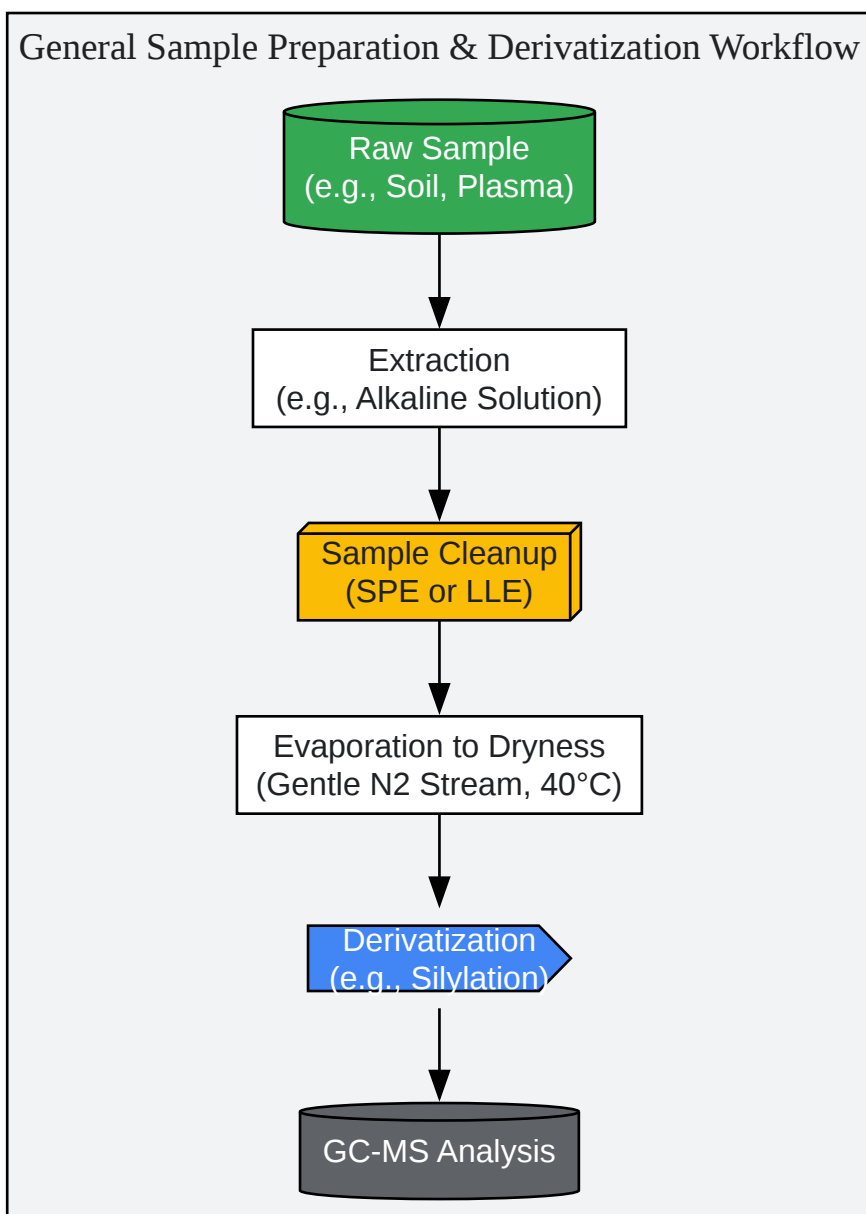 General Sample Preparation & Derivatization Workflow
Raw Sample
(e.g., Soil, Plasma)
Extraction
(e.g., Alkaline Solution)
Sample Cleanup
(SPE or LLE)
Evaporation to Dryness
(Gentle N2 Stream, 40°C)
Derivatization
(e.g., Silylation)
GC-MS Analysis